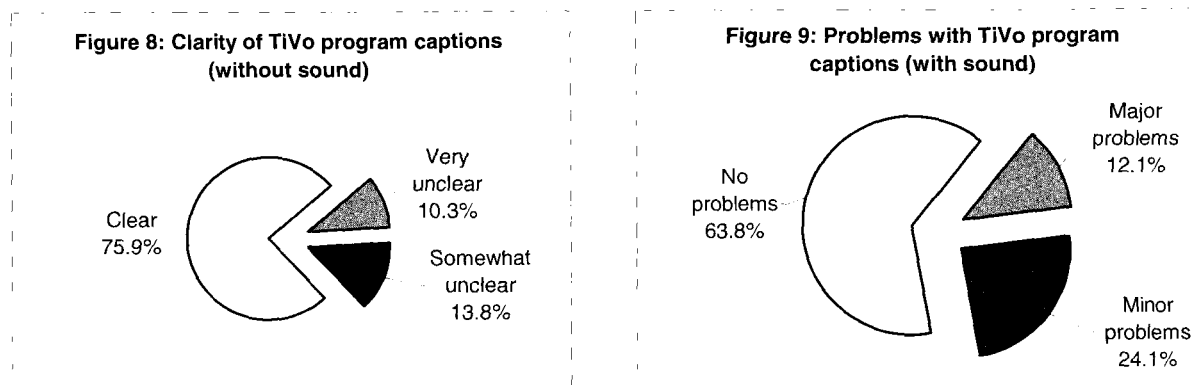 Figure 8: Clarity of TiVo program captions
(without sound)
Clear
75.9%
Very
unclear
10.3%
Somewhat
unclear
13.8%
Figure 9: Problems with TiVo program
captions (with sound)
No
problems
63.8%
Major
problems
12.1%
Minor
problems
24.1%